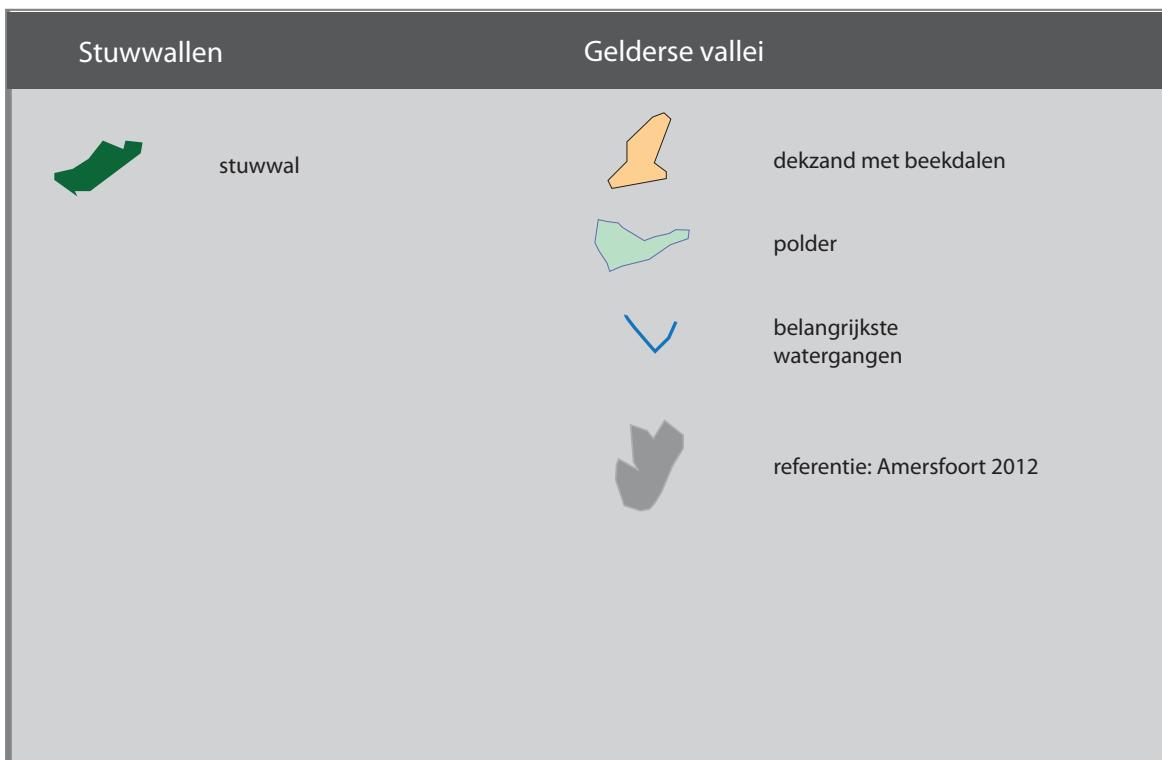 Stuwwallen
Gelderse vallei
stuwwal
dekzand met beekdalen
polder
belangrijkste
watergangen
referentie: Amersfoort 2012